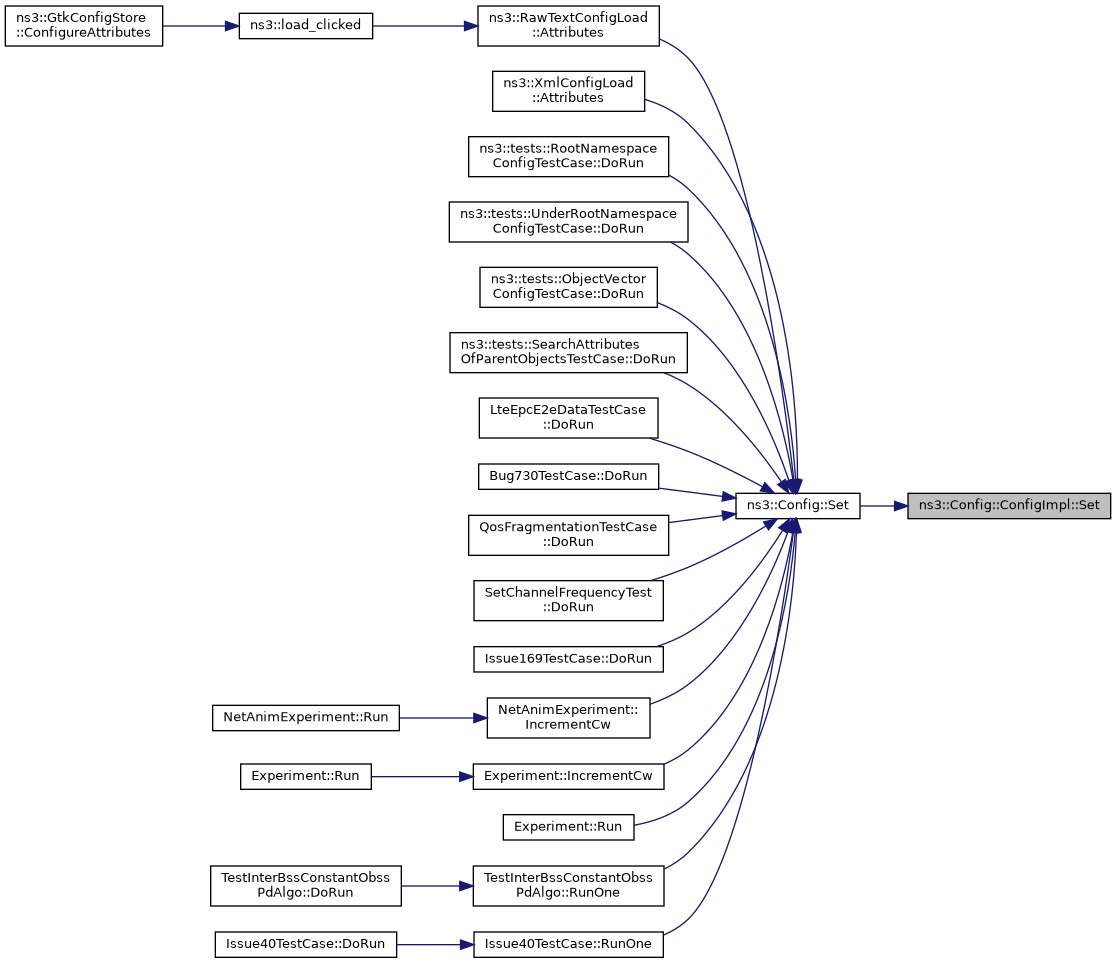 ns3::GtkConfigStore
::ConfigureAttributes
ns3::load_clicked
ns3::RawTextConfigLoad
::Attributes
ns3::XmlConfigLoad
::Attributes
ns3::tests::RootNamespace
ConfigTestCase::DoRun
ns3::tests::UnderRootNamespace
ConfigTestCase::DoRun
ns3::tests::ObjectVector
ConfigTestCase::DoRun
ns3::tests::SearchAttributes
OfParentObjectsTestCase::DoRun
LteEpcE2eDataTestCase
::DoRun
Bug730TestCase::DoRun
QosFragmentationTestCase
::DoRun
SetChannelFrequencyTest
::DoRun
Issue169TestCase::DoRun
NetAnimExperiment::Run
NetAnimExperiment::
IncrementCw
Experiment::Run
Experiment::IncrementCw
Experiment::Run
TestInterBssConstantObss
PdAlgo::DoRun
TestInterBssConstantObss
PdAlgo::RunOne
Issue40TestCase::DoRun
Issue40TestCase::RunOne
ns3::Config::Set
ns3::Config::ConfigImpl::Set